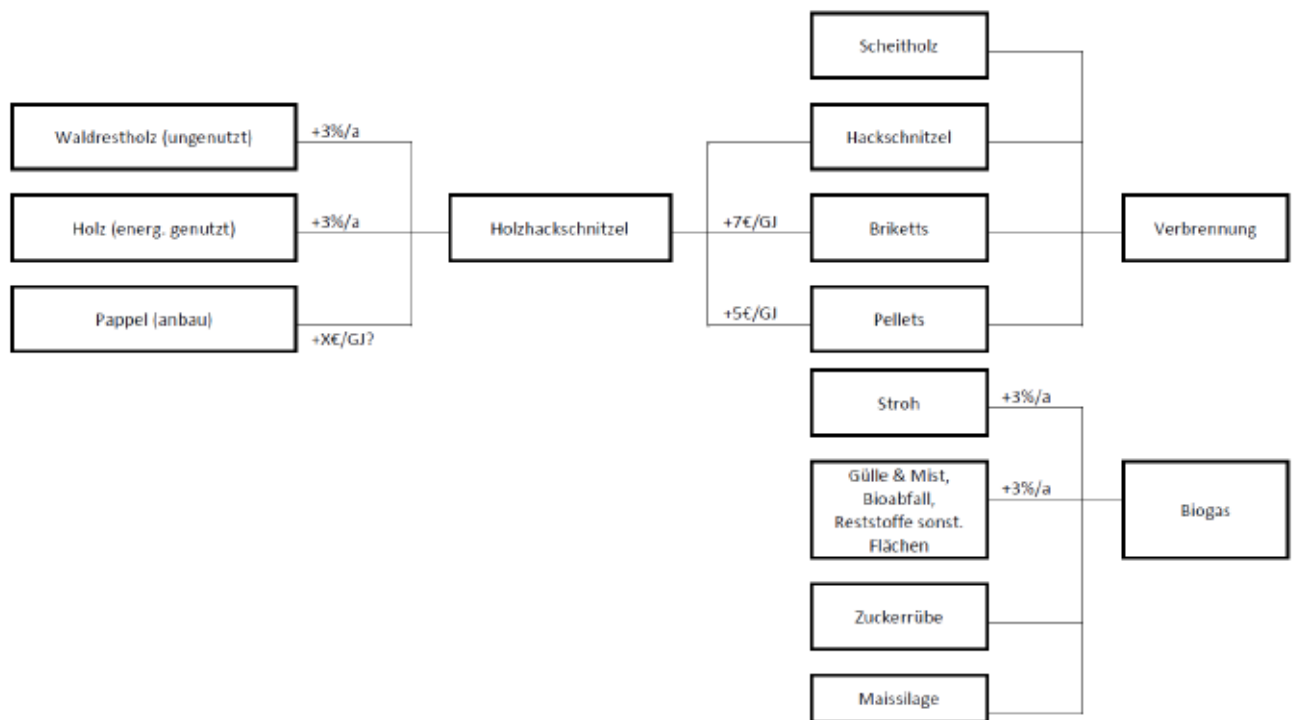 Scheitholz
Waldrestholz (ungenutzt)
+3%/a
Hackschnitzel
Holz (energ. genutzt)
+3%/a
Holzhackschnitzel
+7€/GJ
Briketts
Verbrennung
Pappel (anbau)
+X€/GJ?
+5€/GJ
Pellets
Stroh
+3%/a
Gülle & Mist,
Bioabfall,
Reststoffe sonst.
Flächen
+3%/a
Biogas
Zuckerrübe
Maissilage